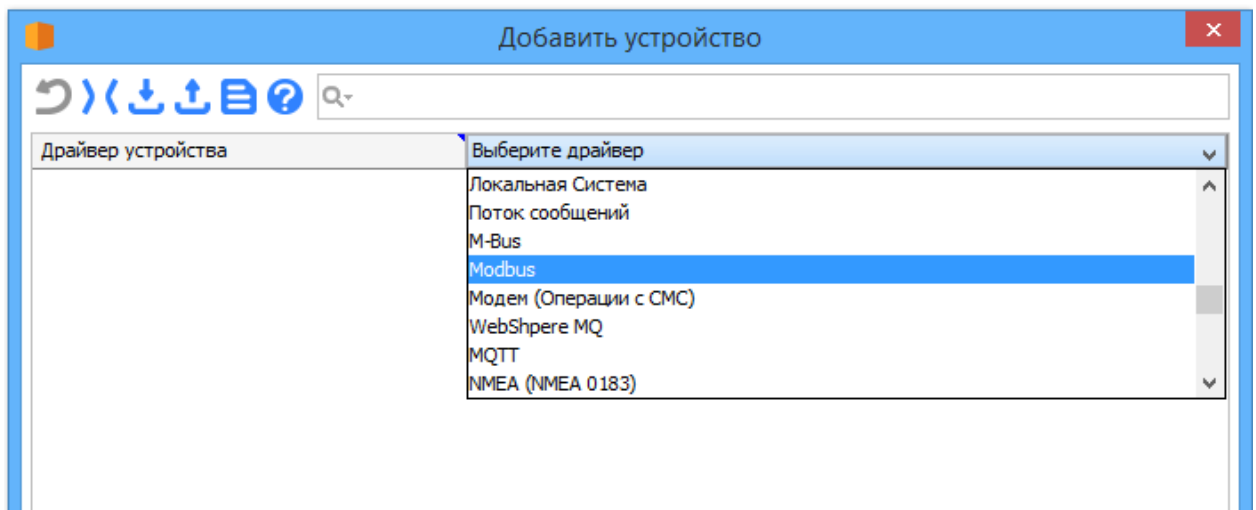 Добавить устройство
Драйвер устройства
Выберите драйвер
Локальная Система
Поток сообщений
M-Bus
Modbus
Модем (Операции с СМС)
WebShpere MQ
MQTT
NMEA (NMEA 0183)